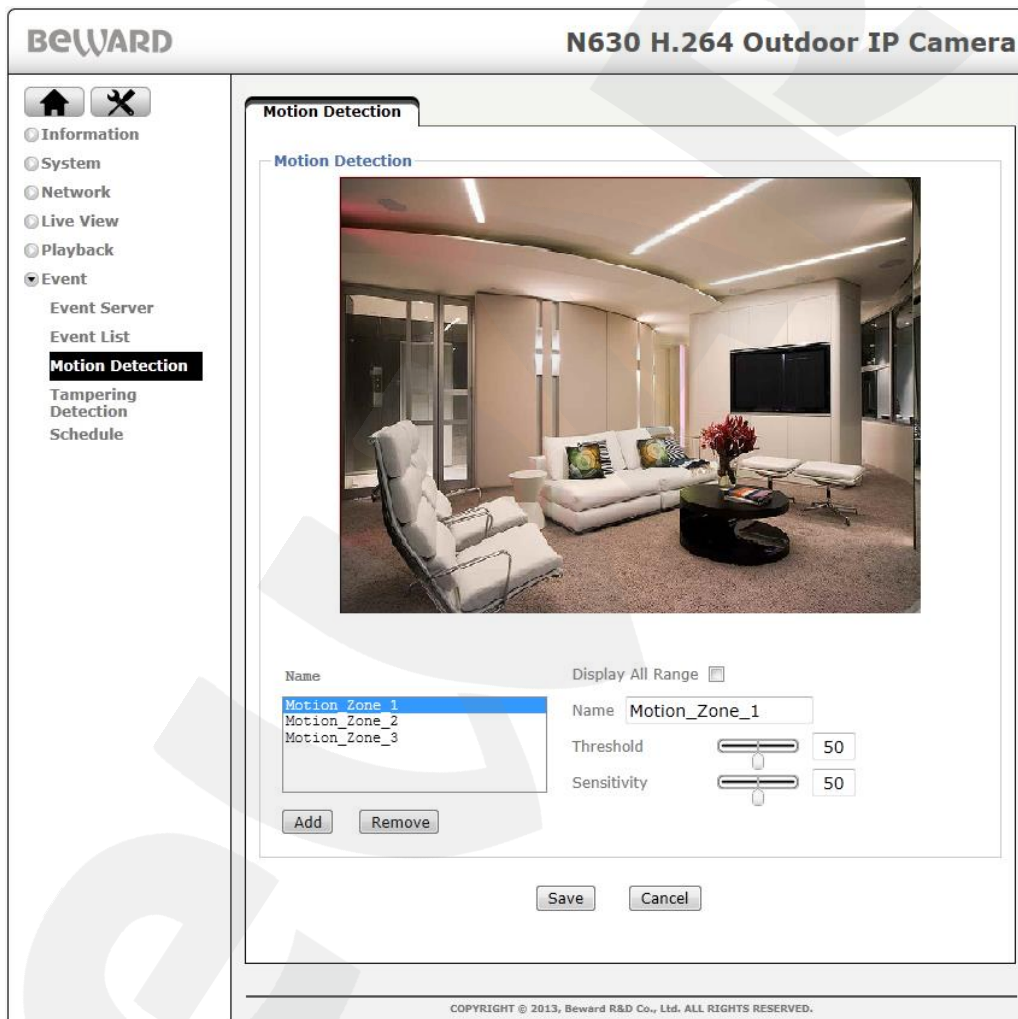 BEWARD
N630 H.264 Outdoor IP Camera
Information
System
Network
Live View
Playback
Event
Event Server
Event List
Motion Detection
Tampering
Detection
Schedule
Motion Detection
Motion Detection
Name
Motion_Zone_1
Motion_Zone_2
Motion_Zone_3
Add Remove
Display All Range
Name Motion_Zone_1
Threshold 50
Sensitivity 50
Save Cancel
COPYRIGHT © 2013, Beward R&D Co., Ltd. ALL RIGHTS RESERVED.